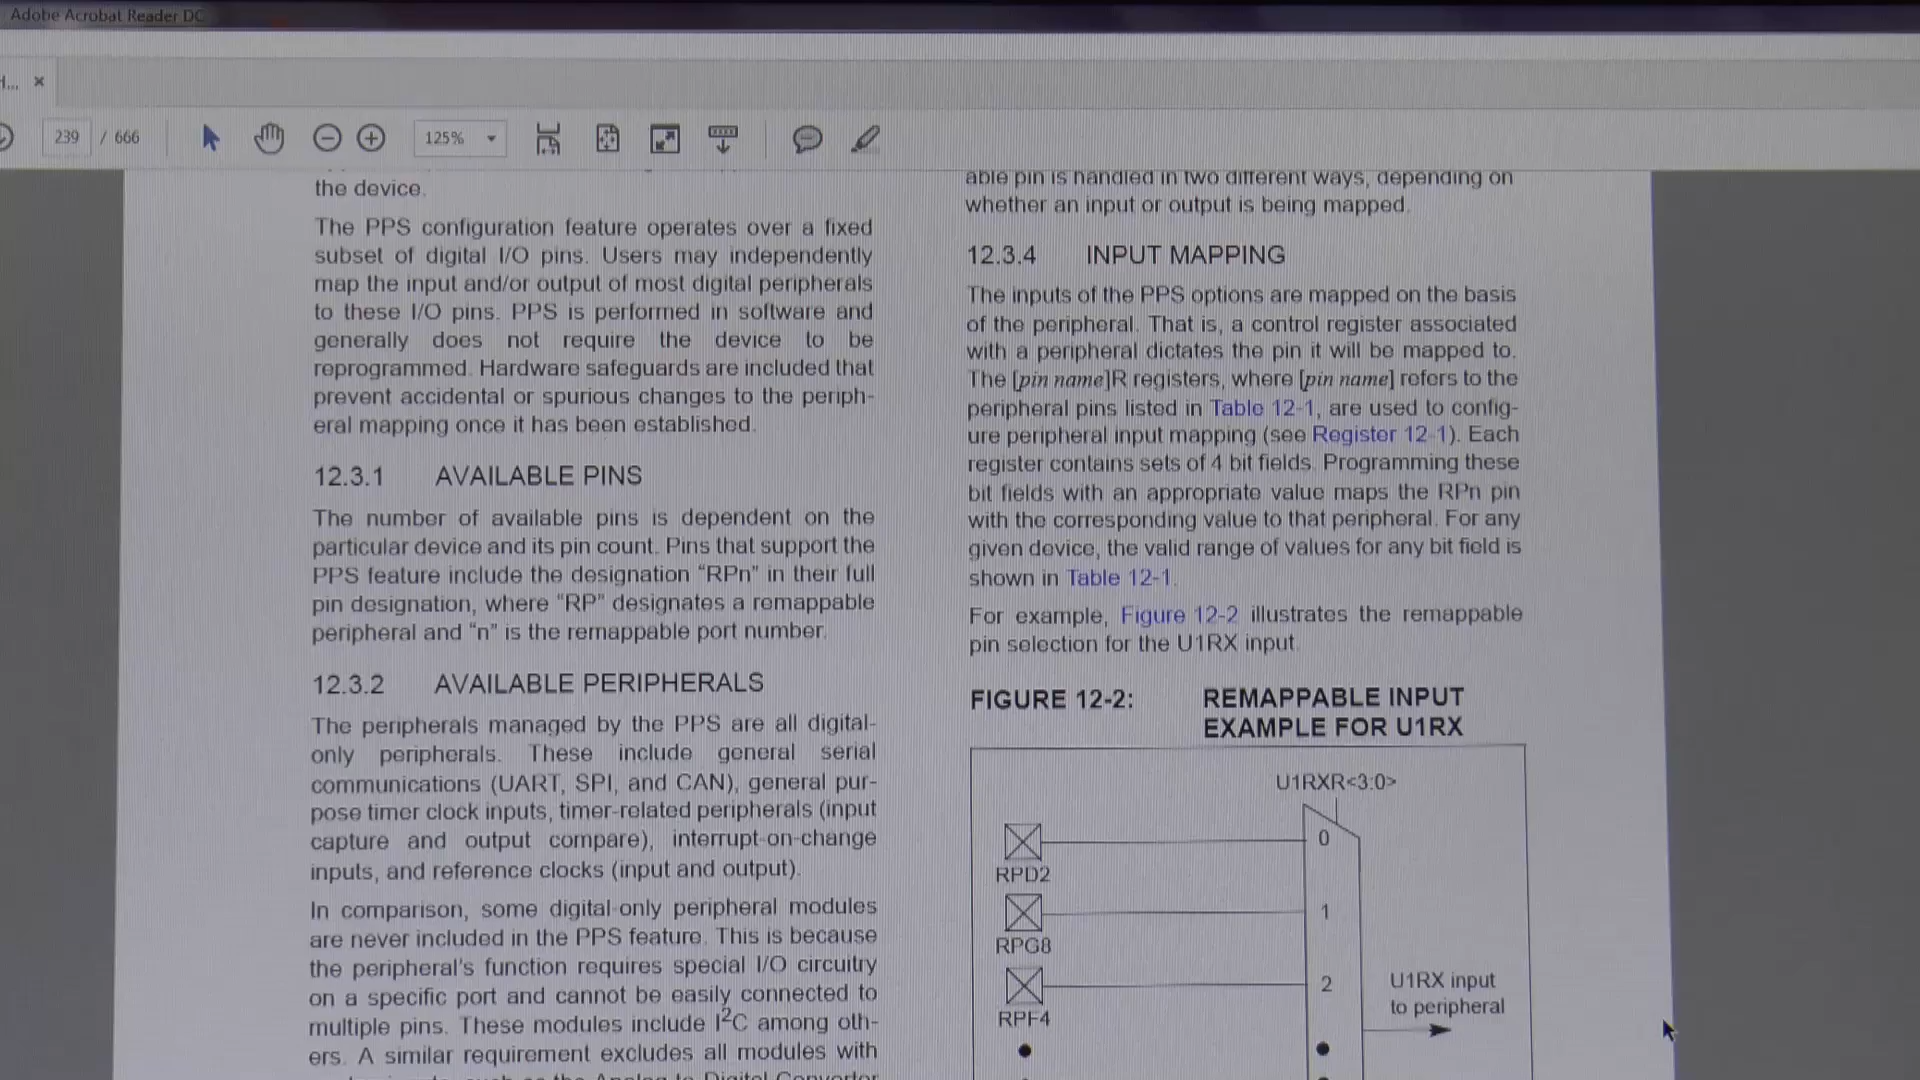 Adobe Acrobat Reader DC
239 / 666
125%
the device.
The PPS configuration feature operates over a fixed
subset of digital I/O pins. Users may independently
map the input and/or output of most digital peripherals
to these I/O pins. PPS is performed in software and
generally does not require the device to be
reprogrammed. Hardware safeguards are included that
prevent accidental or spurious changes to the periph-
eral mapping once it has been established.
12.3.1 AVAILABLE PINS
The number of available pins is dependent on the
particular device and its pin count. Pins that support the
PPS feature include the designation “RPn” in their full
pin designation, where “RP” designates a remappable
peripheral and “n” is the remappable port number.
12.3.2 AVAILABLE PERIPHERALS
The peripherals managed by the PPS are all digital-
only peripherals. These include general serial
communications (UART, SPI, and CAN), general pur-
pose timer clock inputs, timer-related peripherals (input
capture and output compare), interrupt-on-change
inputs, and reference clocks (input and output).
In comparison, some digital-only peripheral modules
are never included in the PPS feature. This is because
the peripheral’s function requires special I/O circuitry
on a specific port and cannot be easily connected to
multiple pins. These modules include I2C among oth-
ers. A similar requirement excludes all modules with
able pin is handled in two different ways, depending on
whether an input or output is being mapped.
12.3.4 INPUT MAPPING
The inputs of the PPS options are mapped on the basis
of the peripheral. That is, a control register associated
with a peripheral dictates the pin it will be mapped to.
The [pin name]R registers, where [pin name] refers to the
peripheral pins listed in Table 12-1, are used to config-
ure peripheral input mapping (see Register 12-1). Each
register contains sets of 4 bit fields. Programming these
bit fields with an appropriate value maps the RPn pin
with the corresponding value to that peripheral. For any
given device, the valid range of values for any bit field is
shown in Table 12-1.
For example, Figure 12-2 illustrates the remappable
pin selection for the U1RX input.
FIGURE 12-2: REMAPPABLE INPUT
EXAMPLE FOR U1RX
U1RXR<3:0>
0
RPD2
1
RPG8
2
RPF4
U1RX input
to peripheral